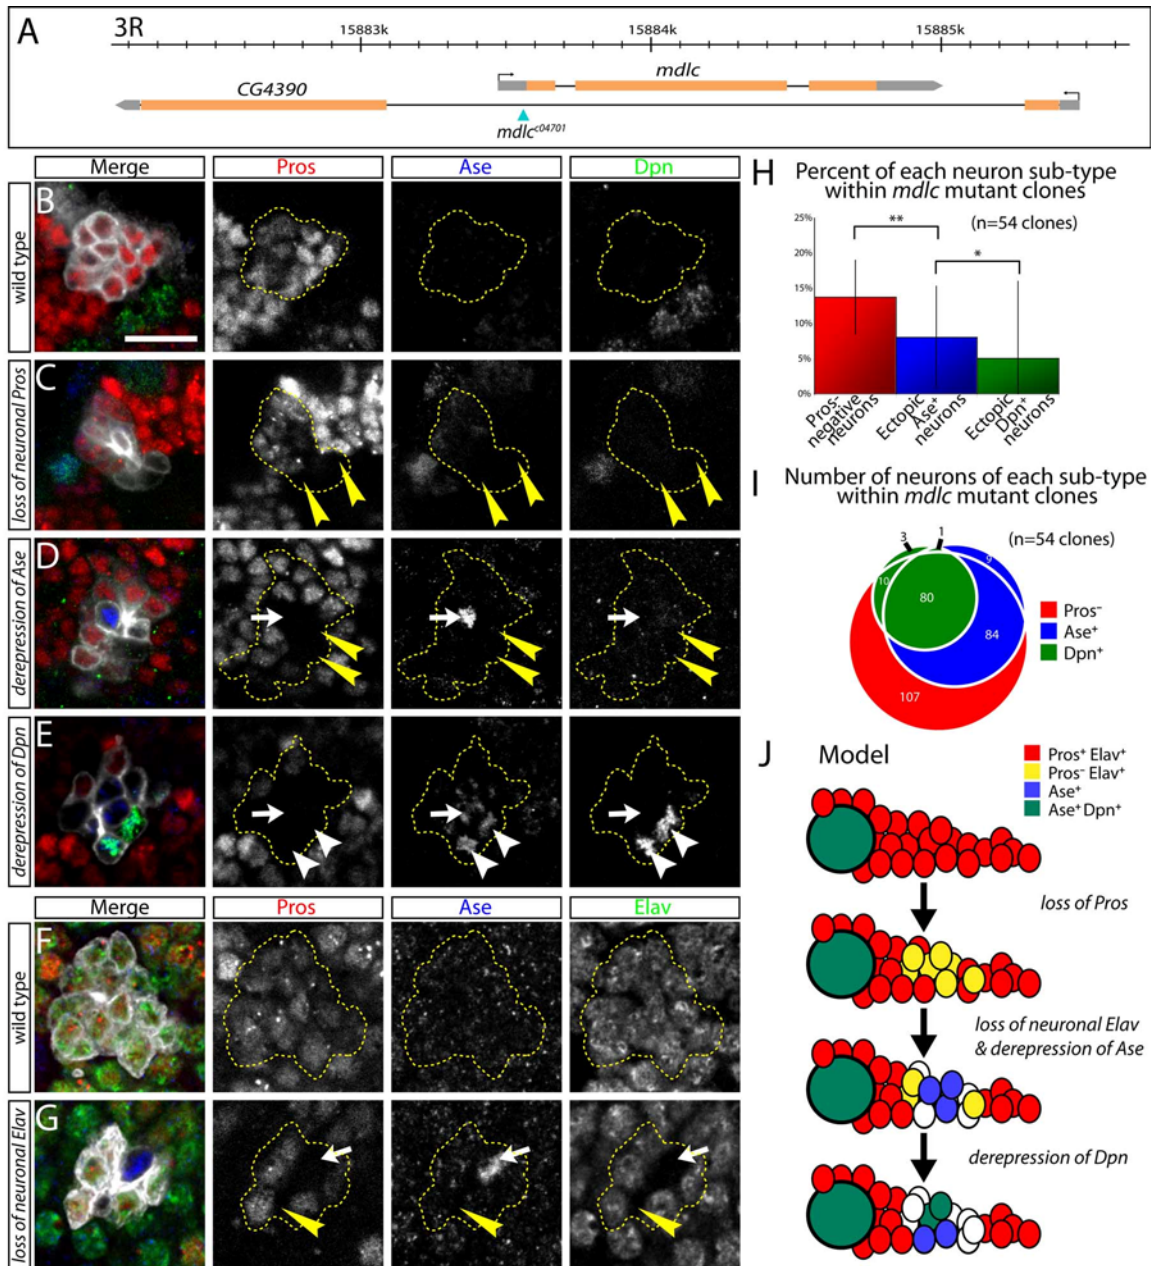 A
3R
15883k
15884k
15885k
mdlc
CG4390
mdlc^c04701
Merge
Pros
Ase
Dpn
B
wild type
C
loss of neuronal Pros
D
derepression of Ase
E
derepression of Dpn
Merge
Pros
Ase
Elav
F
wild type
G
loss of neuronal Elav
H
Percent of each neuron sub-type
within mdlc mutant clones
(n=54 clones)
25%
20%
15%
10%
5%
0%
**
*
Pros-
negative
neurons
Ectopic
Ase⁺
neurons
Ectopic
Dpn⁺
neurons
I
Number of neurons of each sub-type
within mdlc mutant clones
(n=54 clones)
3
1
9
10
80
84
107
Pros⁻
Ase⁺
Dpn⁺
J
Model
Pros⁺ Elav⁺
Pros⁻ Elav⁺
Ase⁺
Ase⁺ Dpn⁺
loss of Pros
loss of neuronal Elav
& derepression of Ase
derepression of Dpn